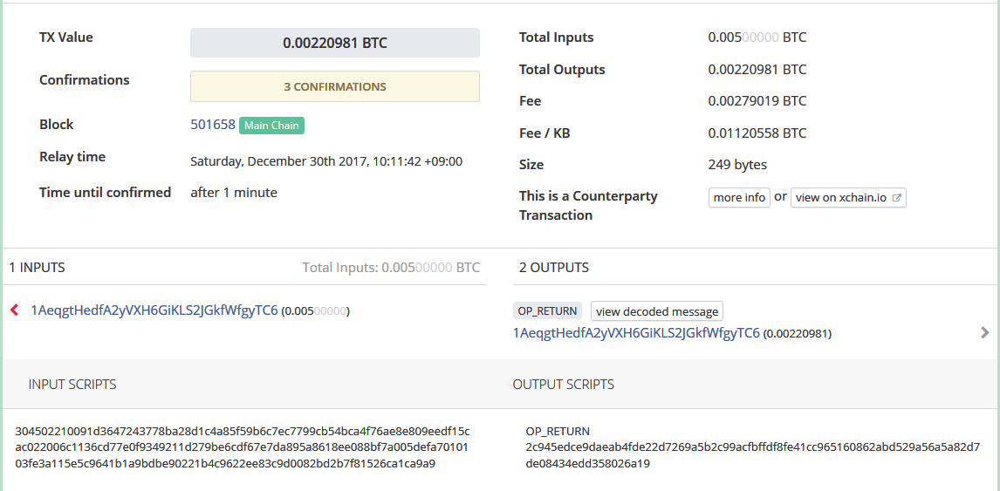 TX Value
0.00220981 BTC
Confirmations
3 CONFIRMATIONS
Block
501658 Main Chain
Relay time
Saturday, December 30th 2017, 10:11:42 +09:00
Time until confirmed
after 1 minute
Total Inputs
0.00500000 BTC
Total Outputs
0.00220981 BTC
Fee
0.00279019 BTC
Fee / KB
0.01120558 BTC
Size
249 bytes
This is a Counterparty
Transaction
more info or view on xchain.io
1 INPUTS
Total Inputs: 0.00500000 BTC
1AeqgtHedfA2yVXH6GiKLS2JGkfWfgyTC6 (0.00500000)
2 OUTPUTS
OP_RETURN view decoded message
1AeqgtHedfA2yVXH6GiKLS2JGkfWfgyTC6 (0.00220981)
INPUT SCRIPTS
304502210091d3647243778ba28d1c4a85f59b6c7ec7799cb54bca4f76ae8e809eedf15c
ac022006c1136cd77e0f9349211d279be6cdf67e7da895a8618ee088bf7a005defa70101
03fe3a115e5c9641b1a9bdbe90221b4c9622ee83c9d0082bd2b7f81526ca1ca9a9
OUTPUT SCRIPTS
OP_RETURN
2c945edce9daeab4fde22d7269a5b2c99acfbffdf8fe41cc965160862abd529a56a5a82d7
de08434edd358026a19